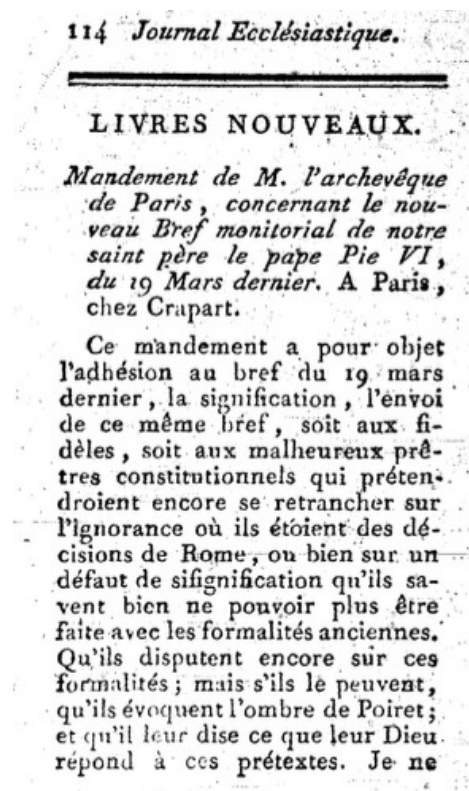 114 Journal Ecclésiastique.
LIVRES NOUVEAUX.
Mandement de M. l'archevêque
de Paris, concernant le nou-
veau Bref monitorial de notre
saint père le pape Pie VI,
du 19 Mars dernier. A Paris,
chez Crapart.
Ce mandement a pour objet
l'adhésion au bref du 19 mars
dernier, la signification, l'envoi
de ce même bref, soit aux fi-
dèles, soit aux malheureux prê-
tres constitutionnels qui préten-
droient encore se retrancher sur
l'ignorance où ils étoient des dé-
cisions de Rome, ou bien sur un
défaut de sifignification qu'ils sa-
vent bien ne pouvoir plus être
faite avec les formalités anciennes.
Qu'ils disputent encore sur ces
formalités; mais s'ils le peuvent,
qu'ils évoquent l'ombre de Poiret;
et qu'il leur dise ce que leur Dieu
répond à ces prétextes. Je ne